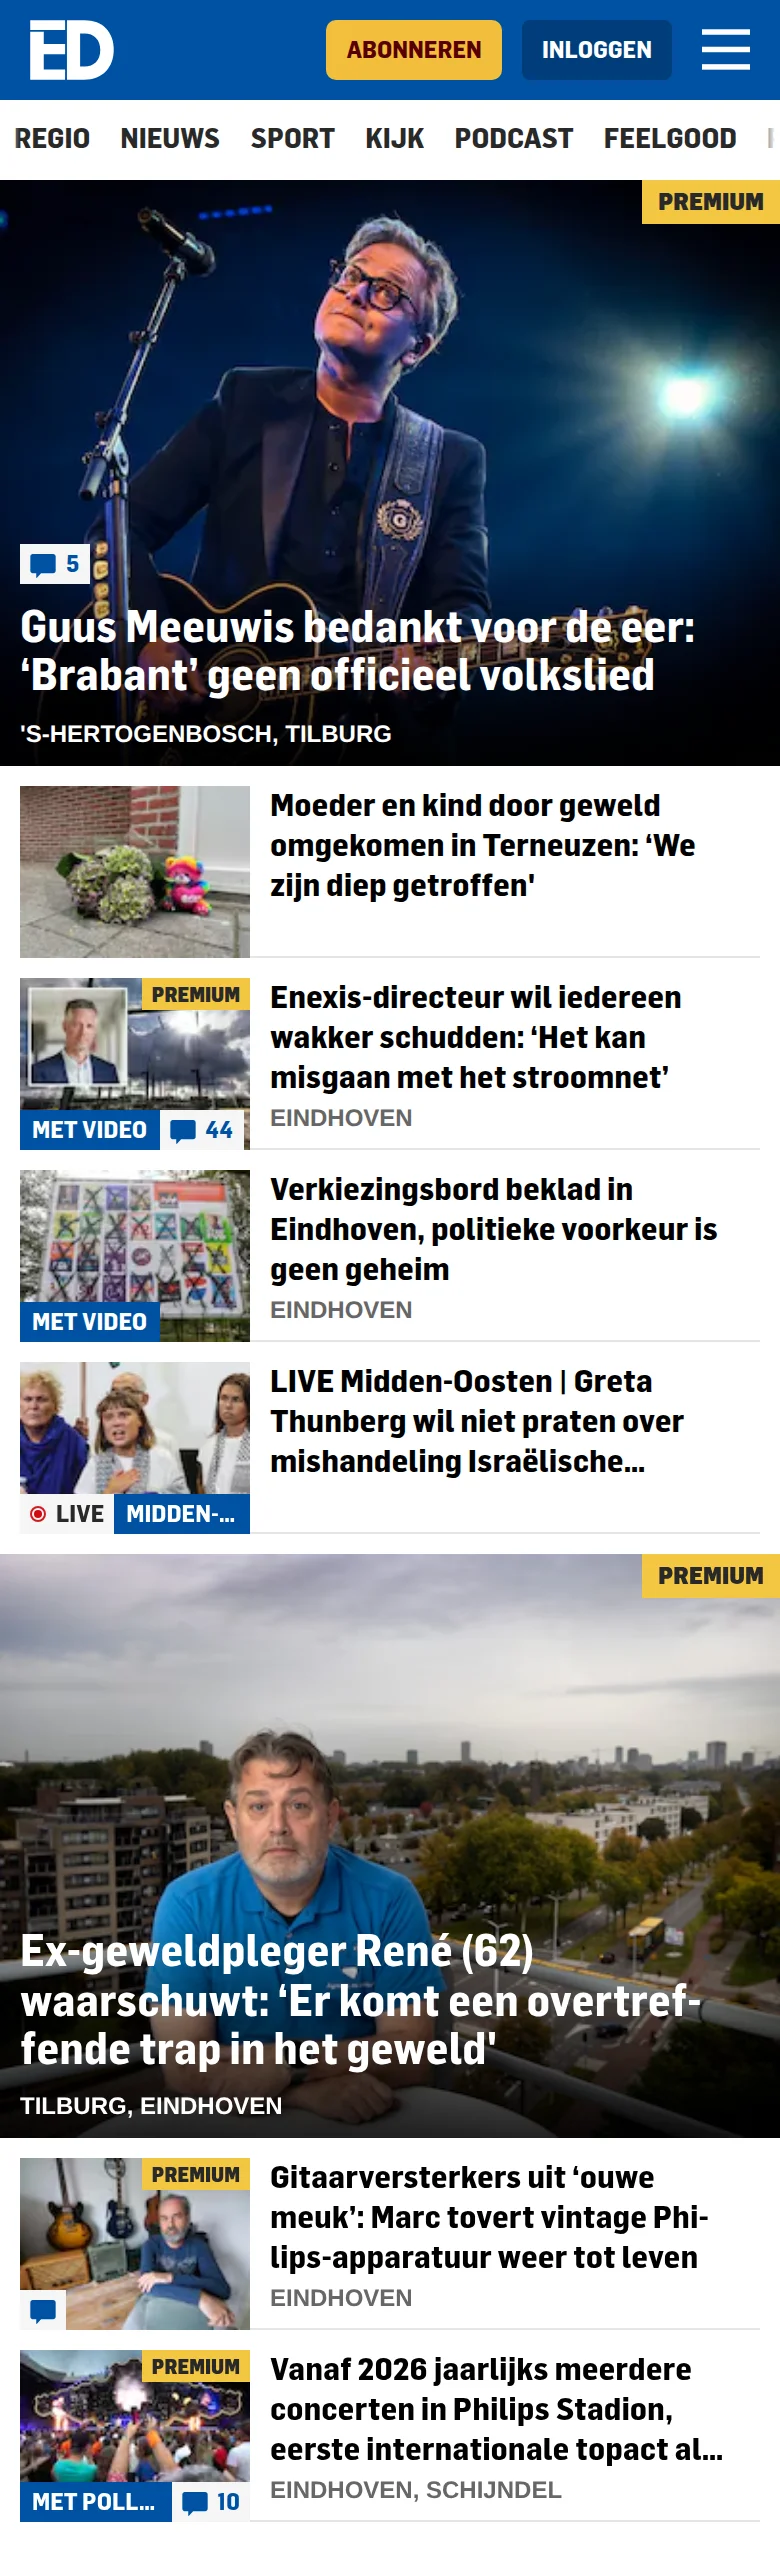 ED
ABONNEREN
INLOGGEN
REGIO NIEUWS SPORT KIJK PODCAST FEELGOOD
PREMIUM
5
Guus Meeuwis bedankt voor de eer:
‘Brabant’ geen officieel volkslied
'S-HERTOGENBOSCH, TILBURG
Moeder en kind door geweld
omgekomen in Terneuzen: ‘We
zijn diep getroffen'
PREMIUM
MET VIDEO
44
Enexis-directeur wil iedereen
wakker schudden: ‘Het kan
misgaan met het stroomnet’
EINDHOVEN
MET VIDEO
Verkiezingsbord beklad in
Eindhoven, politieke voorkeur is
geen geheim
EINDHOVEN
LIVE
MIDDEN-...
LIVE Midden-Oosten | Greta
Thunberg wil niet praten over
mishandeling Israëlische...
PREMIUM
Ex-geweldpleger René (62)
waarschuwt: ‘Er komt een overtref-
fende trap in het geweld'
TILBURG, EINDHOVEN
PREMIUM
Gitaarversterkers uit ‘ouwe
meuk’: Marc tovert vintage Phi-
lips-apparatuur weer tot leven
EINDHOVEN
PREMIUM
MET POLL...
10
Vanaf 2026 jaarlijks meerdere
concerten in Philips Stadion,
eerste internationale topact al...
EINDHOVEN, SCHIJNDEL